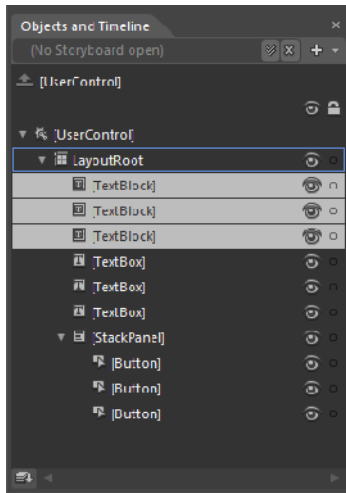 Objects and Timeline
(No Storyboard open)
[UserControl]
[UserControl]
LayoutRoot
[TextBlock]
[TextBlock]
[TextBlock]
[TextBox]
[TextBox]
[TextBox]
[StackPanel]
[Button]
[Button]
[Button]